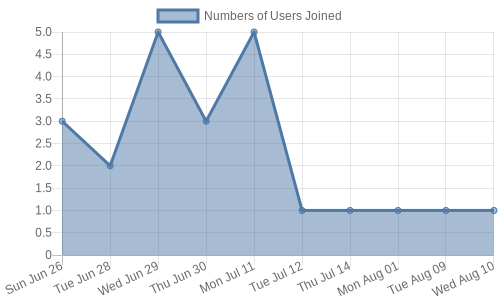 Numbers of Users Joined
5.0
4.5
4.0
3.5
3.0
2.5
2.0
1.5
1.0
0.5
0
Sun Jun 26
Tue Jun 28
Wed Jun 29
Thu Jun 30
Mon Jul 11
Tue Jul 12
Thu Jul 14
Mon Aug 01
Tue Aug 09
Wed Aug 10